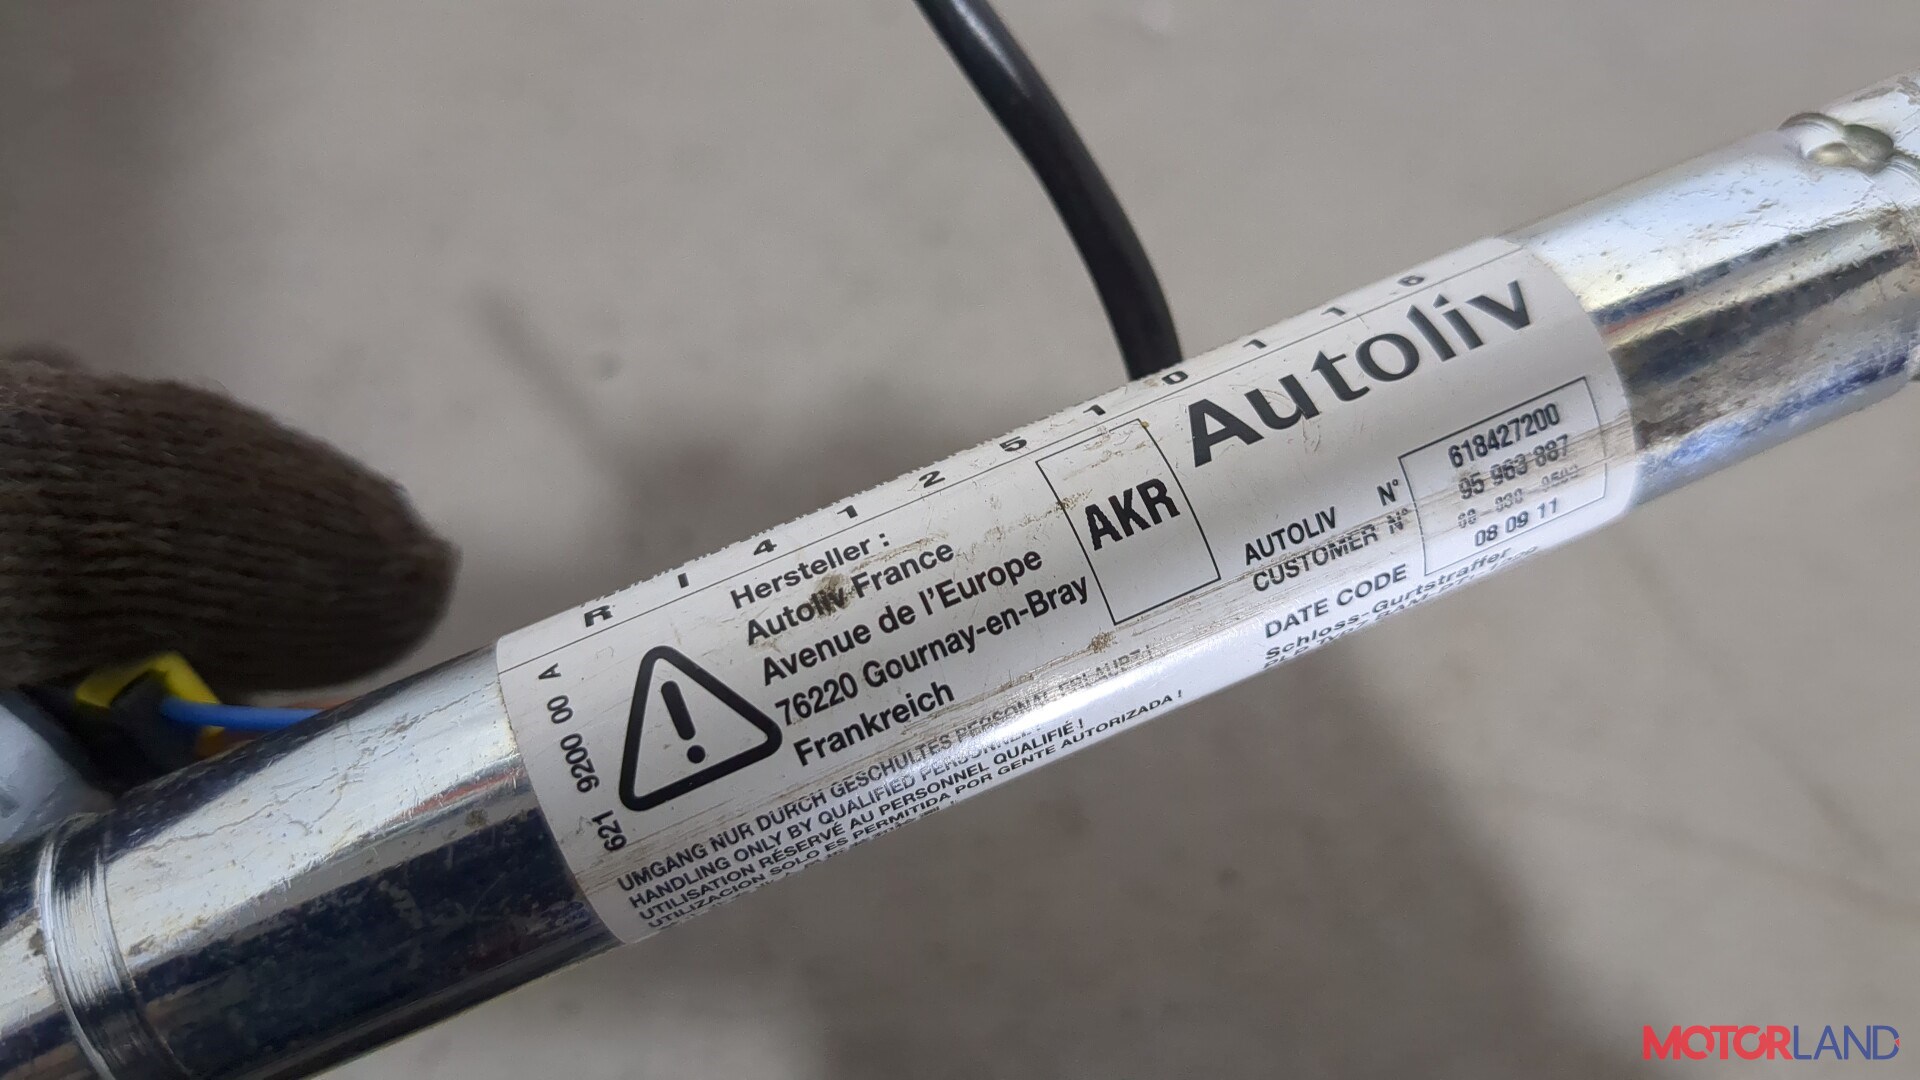 R I 4 1 2 5 1 0 1 1 6
621 9200 00 A
Hersteller :
Autoliv France
Avenue de l'Europe
76220 Gournay-en-Bray
Frankreich
AKR
Autoliv
AUTOLIV N° 618427200
CUSTOMER N° 95 963 887
DATE CODE 08 09 11
Schloss-Gurtstraffer
UMGANG NUR DURCH GESCHULTES PERSONAL ERLAUBT !
HANDLING ONLY BY QUALIFIED PERSONNEL !
UTILISATION RÉSERVÉ AU PERSONNEL QUALIFIÉ !
UTILIZACION SOLO ES PERMITIDA POR GENTE AUTORIZADA !
MOTORLAND